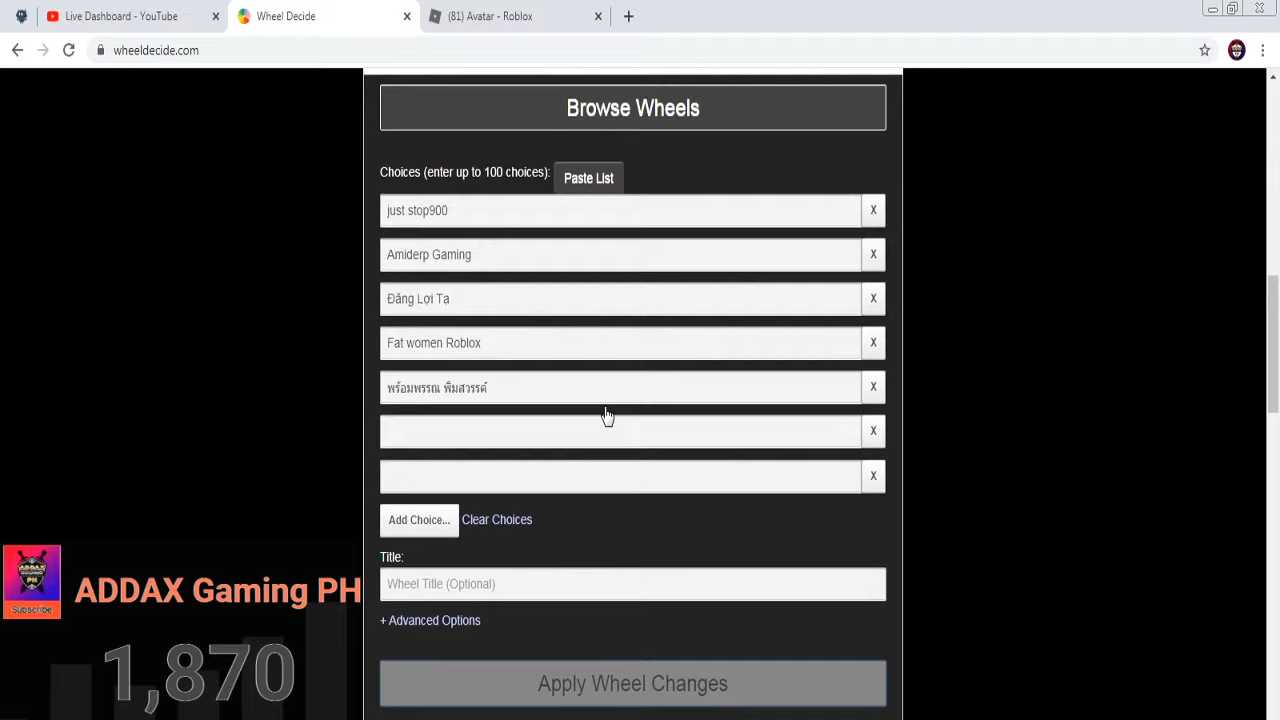 Live Dashboard - YouTube
Wheel Decide
(81) Avatar - Roblox
wheeldecide.com
Browse Wheels
Choices (enter up to 100 choices):
Paste List
just stop900 X
Amiderp Gaming X
Đăng Lợi Tạ X
Fat women Roblox X
พร้อมพรรณ พิมสวรรค์ X
X
X
Add Choice... Clear Choices
Title:
Wheel Title (Optional)
+ Advanced Options
Apply Wheel Changes
ADDAX Gaming PH
Subscribe
1,870